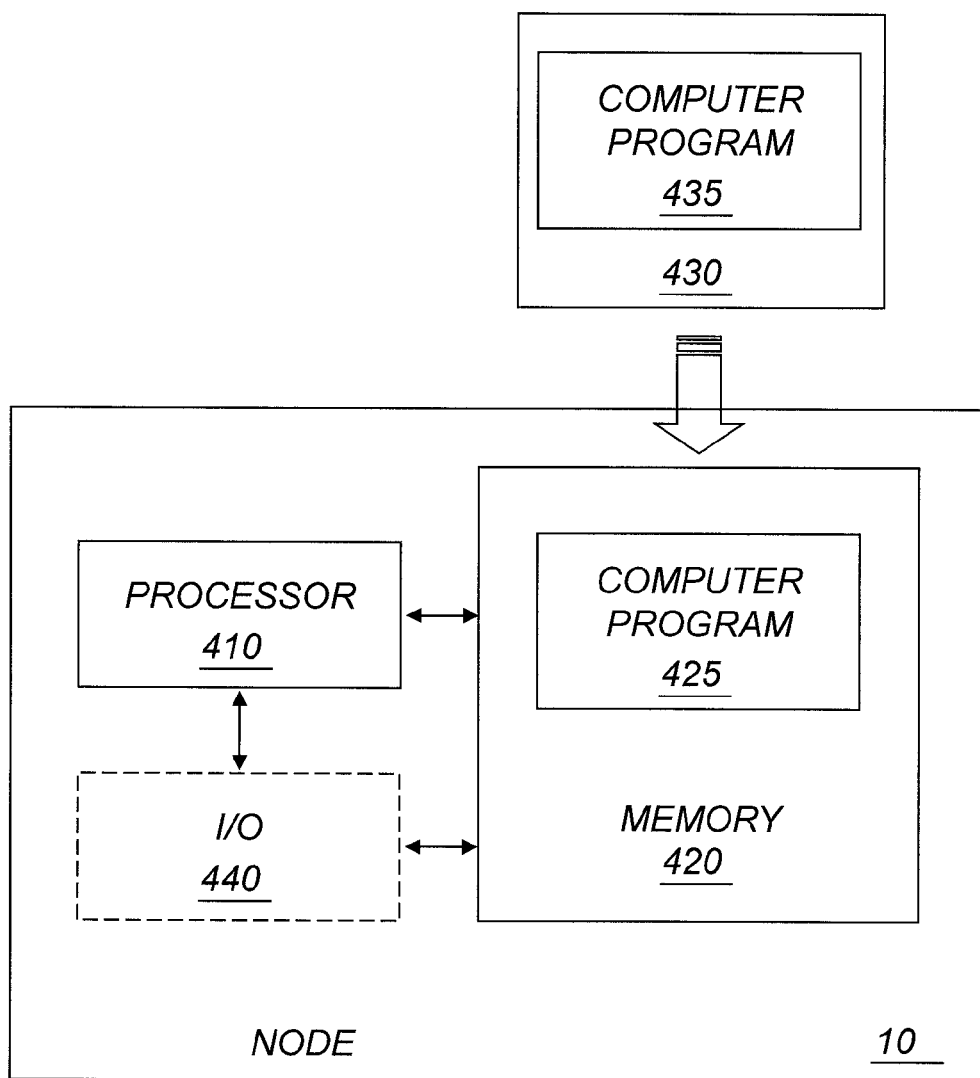 COMPUTER
PROGRAM
435
430
PROCESSOR
410
COMPUTER
PROGRAM
425
I/O
440
MEMORY
420
NODE
10